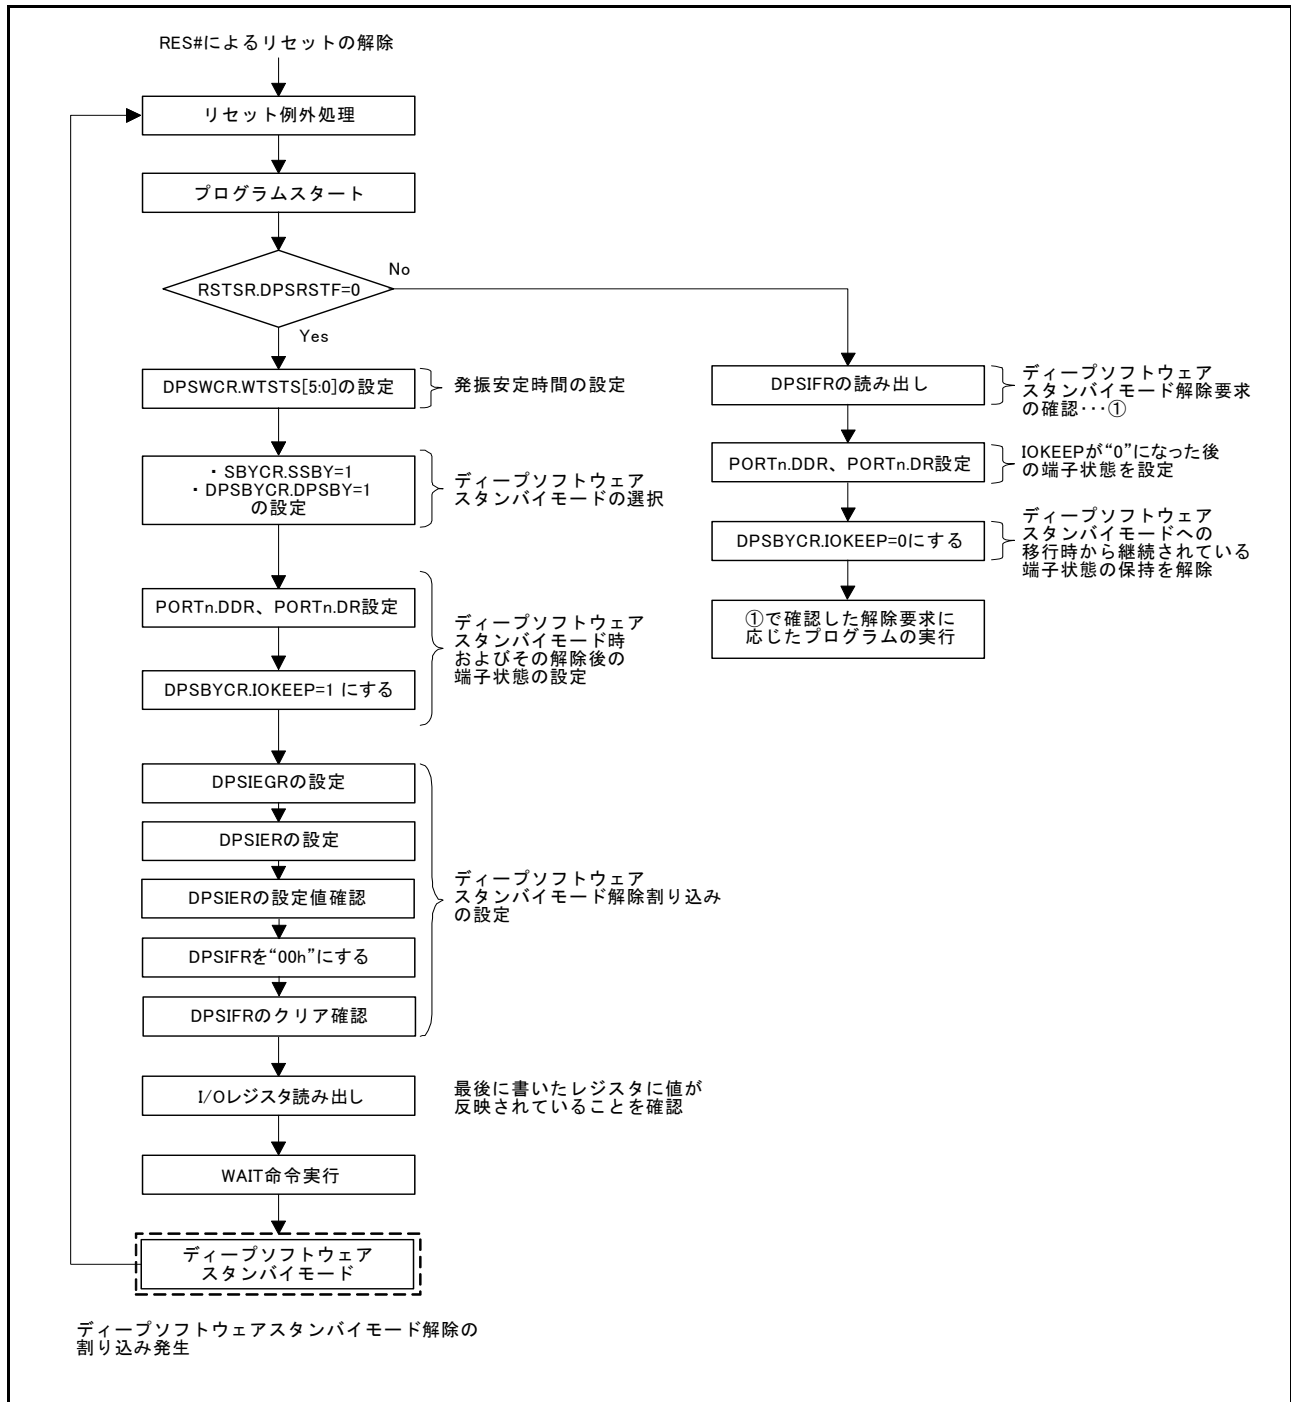 RES#によるリセットの解除
リセット例外処理
プログラムスタート
RSTSR.DPSRSTF=0
No
Yes
DPSWCR.WTSTS[5:0]の設定
発振安定時間の設定
・SBYCR.SSBY=1
・DPSBYCR.DPSBY=1
の設定
ディープソフトウェア
スタンバイモードの選択
PORTn.DDR、PORTn.DR設定
DPSBYCR.IOKEEP=1 にする
ディープソフトウェア
スタンバイモード時
およびその解除後の
端子状態の設定
DPSIEGRの設定
DPSIERの設定
DPSIERの設定値確認
DPSIFRを“00h”にする
DPSIFRのクリア確認
ディープソフトウェア
スタンバイモード解除割り込み
の設定
I/Oレジスタ読み出し
最後に書いたレジスタに値が
反映されていることを確認
WAIT命令実行
ディープソフトウェア
スタンバイモード
ディープソフトウェアスタンバイモード解除の
割り込み発生
DPSIFRの読み出し
ディープソフトウェア
スタンバイモード解除要求
の確認･･･①
PORTn.DDR、PORTn.DR設定
IOKEEPが“0”になった後
の端子状態を設定
DPSBYCR.IOKEEP=0にする
ディープソフトウェア
スタンバイモードへの
移行時から継続されている
端子状態の保持を解除
①で確認した解除要求に
応じたプログラムの実行